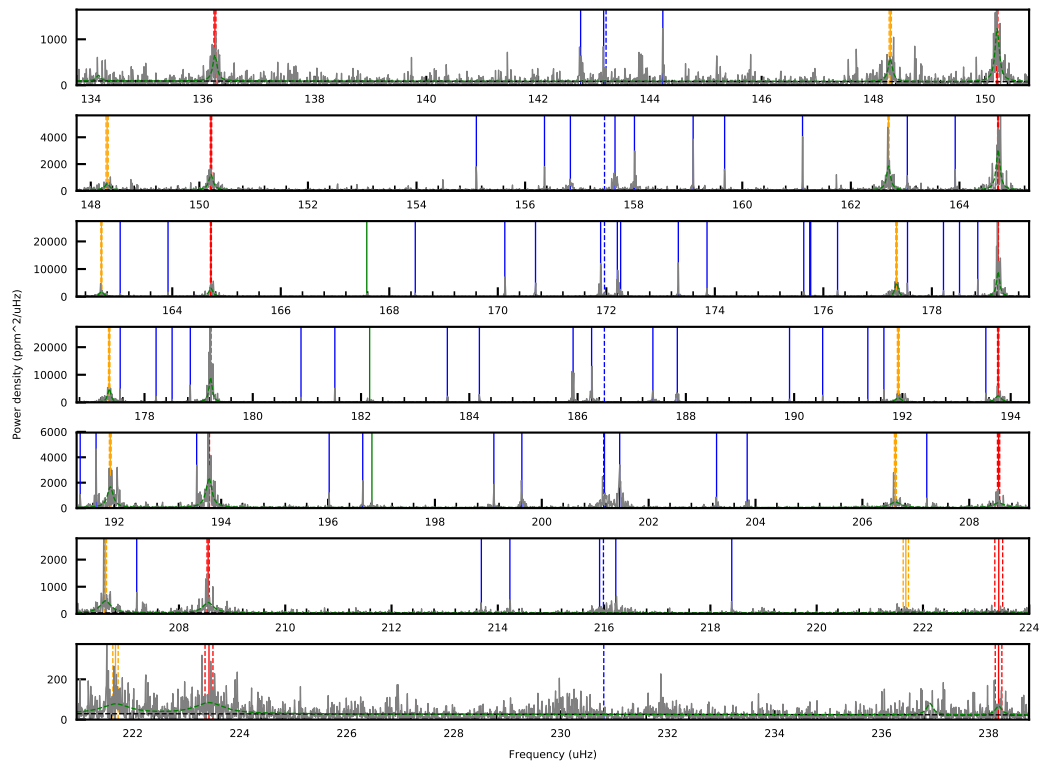 1000
0
134 136 138 140 142 144 146 148 150
4000
2000
0
148 150 152 154 156 158 160 162 164
20000
10000
0
164 166 168 170 172 174 176 178
Power density (ppm^2/uHz)
20000
10000
0
178 180 182 184 186 188 190 192 194
6000
4000
2000
0
192 194 196 198 200 202 204 206 208
2000
1000
0
208 210 212 214 216 218 220 222 224
200
0
222 224 226 228 230 232 234 236 238
Frequency (uHz)